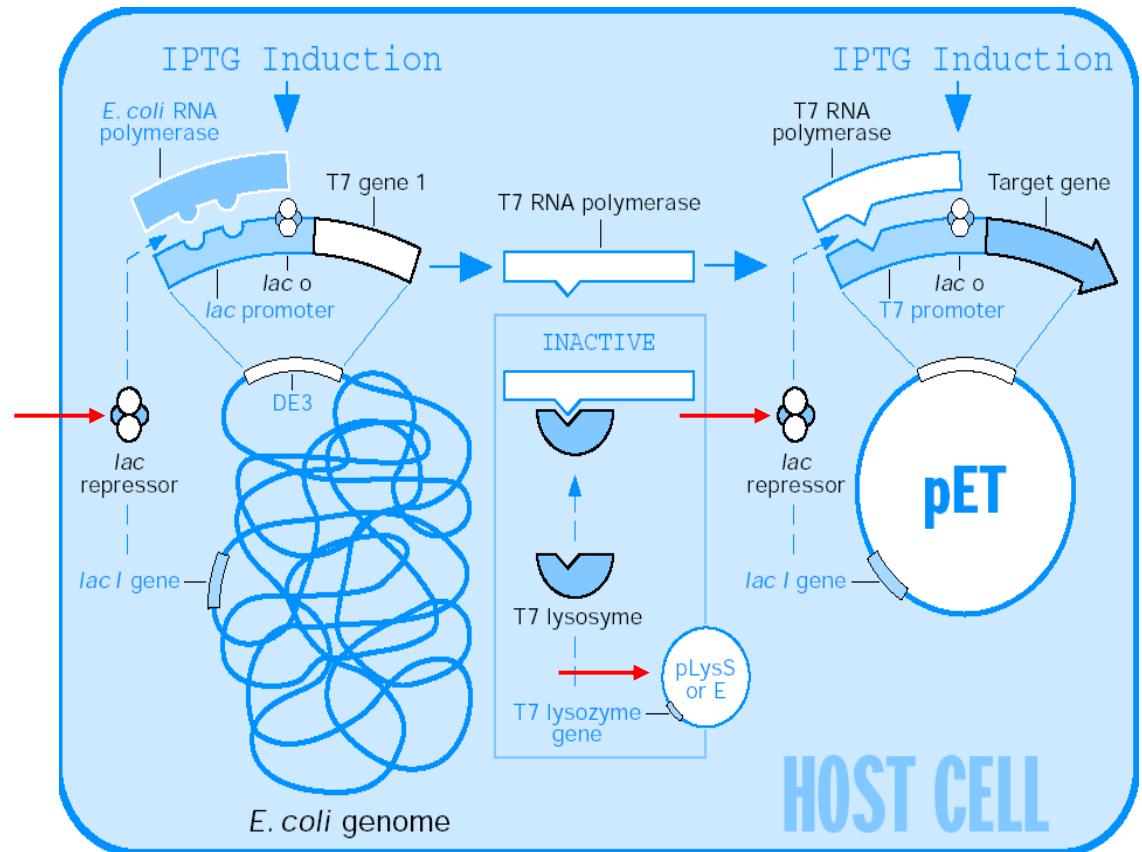 IPTG Induction
E. coli RNA
polymerase
T7 gene 1
lac o
lac promoter
DE3
lac
repressor
lac I gene
E. coli genome
T7 RNA polymerase
INACTIVE
T7 lysosyme
pLysS
or E
T7 lysozyme
gene
IPTG Induction
T7 RNA
polymerase
Target gene
lac o
T7 promoter
lac
repressor
lac I gene
pET
HOST CELL